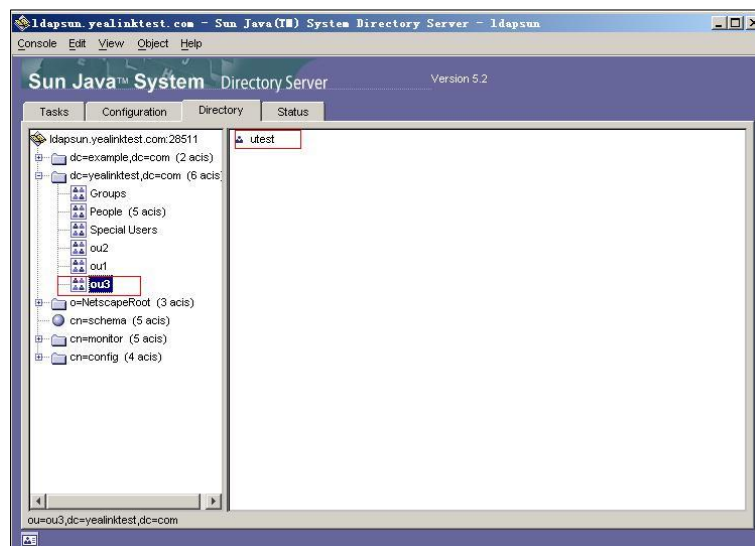 ldapsun.yealinktest.com - Sun Java(TM) System Directory Server - ldapsun
Console Edit View Object Help
Sun Java™ System Directory Server Version 5.2
Tasks Configuration Directory Status
ldapsun.yealinktest.com:28511
dc=example,dc=com (2 acis)
dc=yealinktest,dc=com (6 acis)
Groups
People (5 acis)
Special Users
ou2
ou1
ou3
o=NetscapeRoot (3 acis)
cn=schema (5 acis)
cn=monitor (5 acis)
cn=config (4 acis)
utest
ou=ou3,dc=yealinktest,dc=com